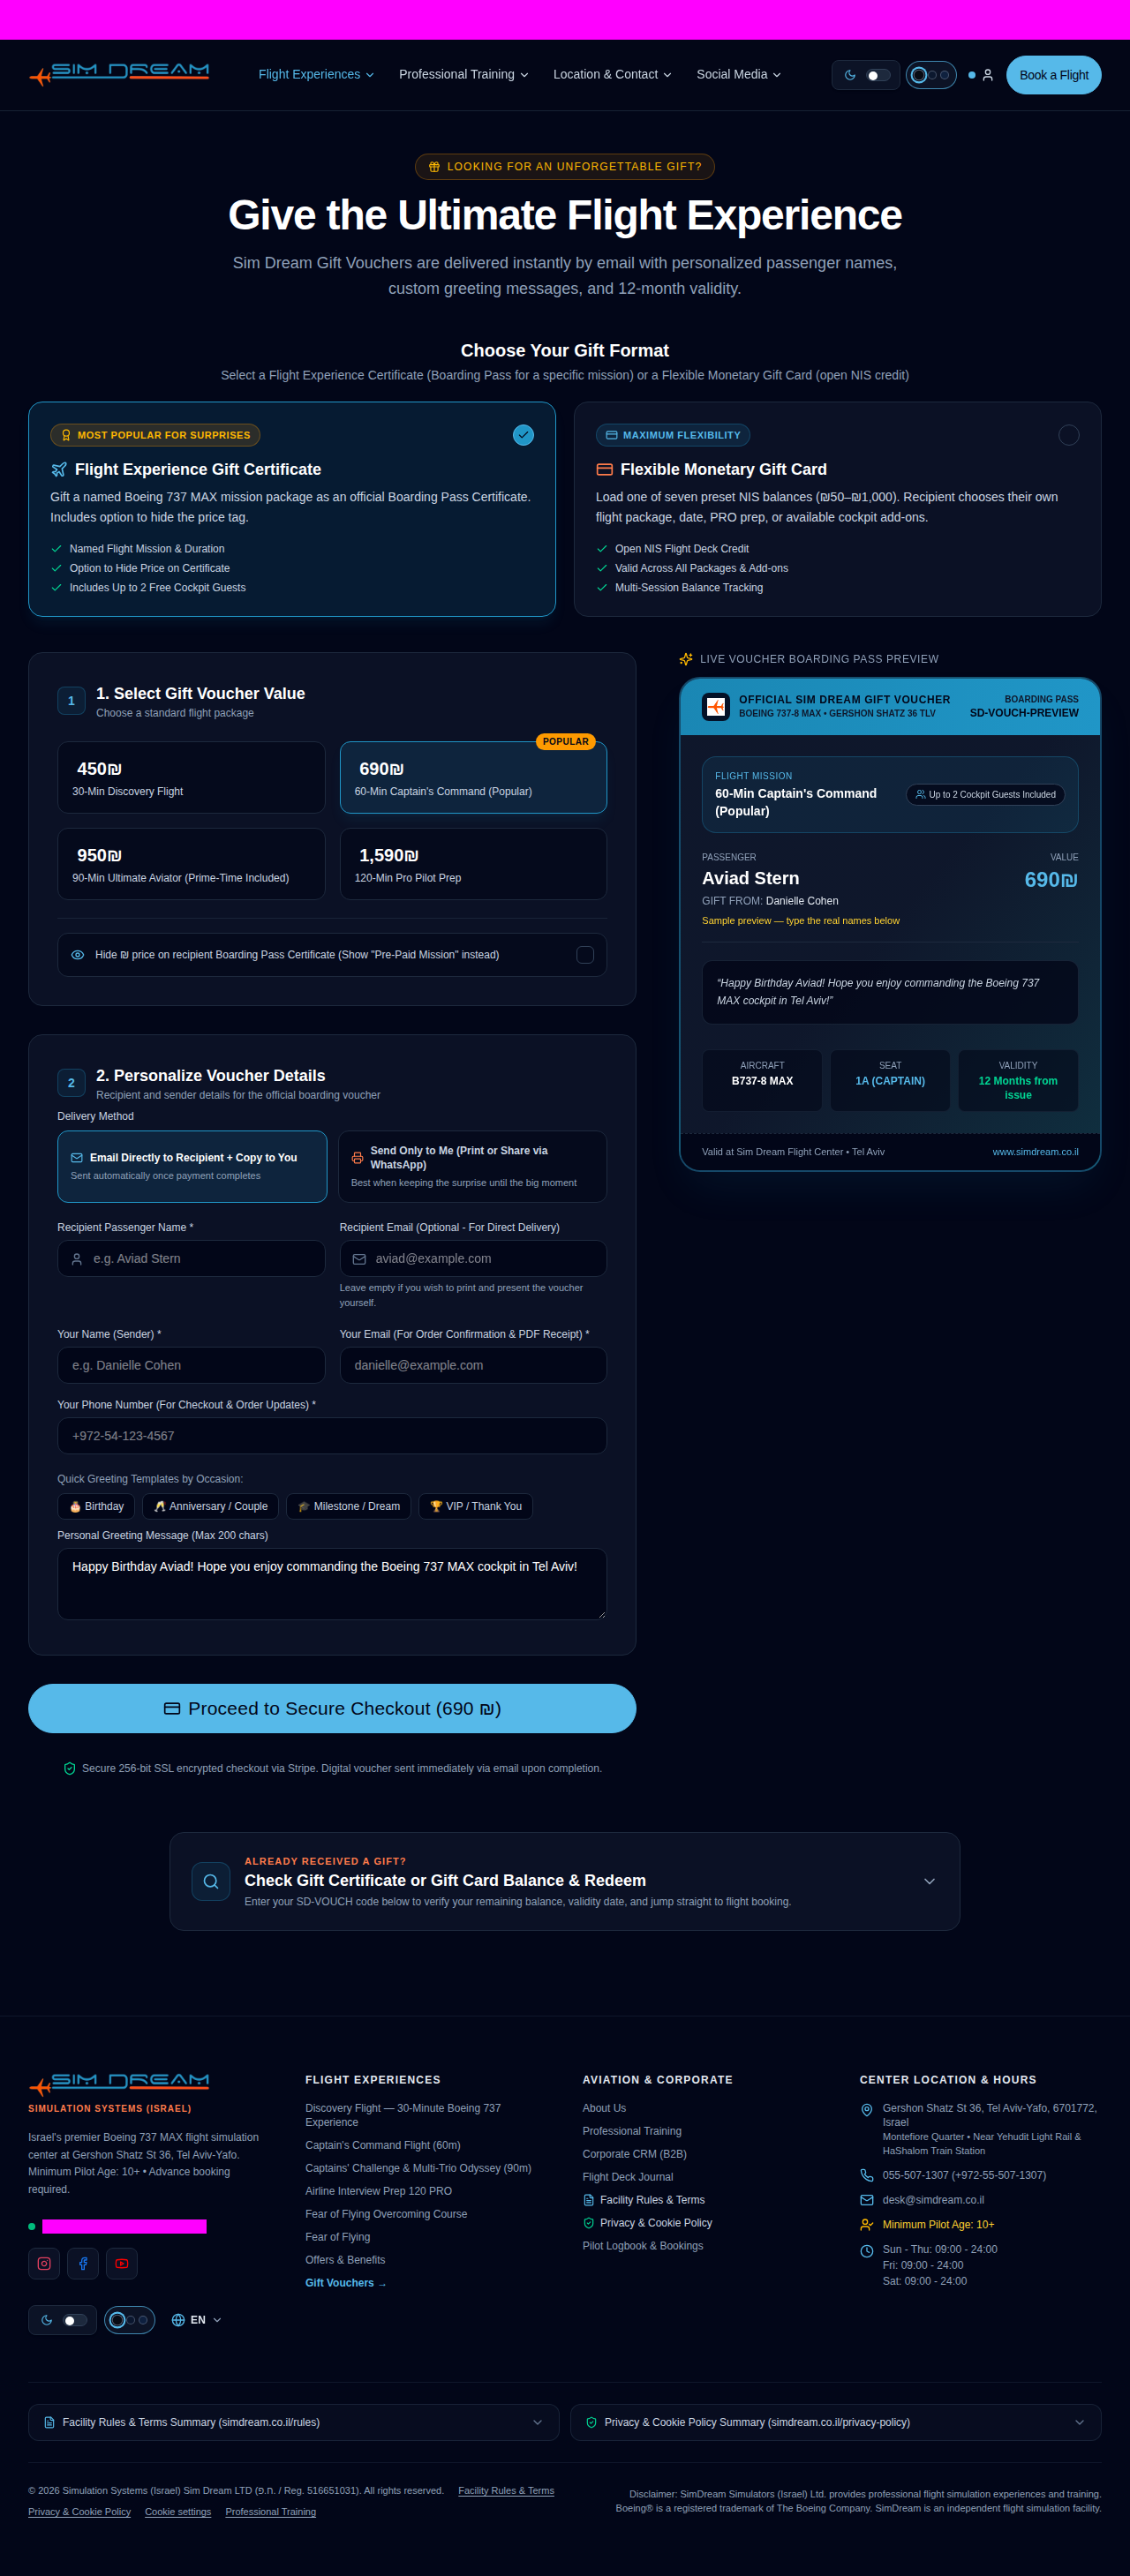 SIM DREAM
Flight Experiences
Professional Training
Location & Contact
Social Media
Book a Flight
LOOKING FOR AN UNFORGETTABLE GIFT?
Give the Ultimate Flight Experience
Sim Dream Gift Vouchers are delivered instantly by email with personalized passenger names,
custom greeting messages, and 12-month validity.
Choose Your Gift Format
Select a Flight Experience Certificate (Boarding Pass for a specific mission) or a Flexible Monetary Gift Card (open NIS credit)
MOST POPULAR FOR SURPRISES
Flight Experience Gift Certificate
Gift a named Boeing 737 MAX mission package as an official Boarding Pass Certificate.
Includes option to hide the price tag.
Named Flight Mission & Duration
Option to Hide Price on Certificate
Includes Up to 2 Free Cockpit Guests
MAXIMUM FLEXIBILITY
Flexible Monetary Gift Card
Load one of seven preset NIS balances (₪50–₪1,000). Recipient chooses their own
flight package, date, PRO prep, or available cockpit add-ons.
Open NIS Flight Deck Credit
Valid Across All Packages & Add-ons
Multi-Session Balance Tracking
1
1. Select Gift Voucher Value
Choose a standard flight package
450₪
30-Min Discovery Flight
POPULAR
690₪
60-Min Captain's Command (Popular)
950₪
90-Min Ultimate Aviator (Prime-Time Included)
1,590₪
120-Min Pro Pilot Prep
Hide ₪ price on recipient Boarding Pass Certificate (Show "Pre-Paid Mission" instead)
2
2. Personalize Voucher Details
Recipient and sender details for the official boarding voucher
Delivery Method
Email Directly to Recipient + Copy to You
Sent automatically once payment completes
Send Only to Me (Print or Share via
WhatsApp)
Best when keeping the surprise until the big moment
Recipient Passenger Name *
e.g. Aviad Stern
Recipient Email (Optional - For Direct Delivery)
aviad@example.com
Leave empty if you wish to print and present the voucher
yourself.
Your Name (Sender) *
e.g. Danielle Cohen
Your Email (For Order Confirmation & PDF Receipt) *
danielle@example.com
Your Phone Number (For Checkout & Order Updates) *
+972-54-123-4567
Quick Greeting Templates by Occasion:
🎂 Birthday
🥂 Anniversary / Couple
🎓 Milestone / Dream
🏆 VIP / Thank You
Personal Greeting Message (Max 200 chars)
Happy Birthday Aviad! Hope you enjoy commanding the Boeing 737 MAX cockpit in Tel Aviv!
Proceed to Secure Checkout (690 ₪)
Secure 256-bit SSL encrypted checkout via Stripe. Digital voucher sent immediately via email upon completion.
LIVE VOUCHER BOARDING PASS PREVIEW
OFFICIAL SIM DREAM GIFT VOUCHER
BOEING 737-8 MAX • GERSHON SHATZ 36 TLV
BOARDING PASS
SD-VOUCH-PREVIEW
FLIGHT MISSION
60-Min Captain's Command
(Popular)
Up to 2 Cockpit Guests Included
PASSENGER
Aviad Stern
GIFT FROM: Danielle Cohen
VALUE
690₪
Sample preview — type the real names below
“Happy Birthday Aviad! Hope you enjoy commanding the Boeing 737
MAX cockpit in Tel Aviv!”
AIRCRAFT
B737-8 MAX
SEAT
1A (CAPTAIN)
VALIDITY
12 Months from
issue
Valid at Sim Dream Flight Center • Tel Aviv
www.simdream.co.il
ALREADY RECEIVED A GIFT?
Check Gift Certificate or Gift Card Balance & Redeem
Enter your SD-VOUCH code below to verify your remaining balance, validity date, and jump straight to flight booking.
SIM DREAM
SIMULATION SYSTEMS (ISRAEL)
Israel's premier Boeing 737 MAX flight simulation
center at Gershon Shatz St 36, Tel Aviv-Yafo.
Minimum Pilot Age: 10+ • Advance booking
required.
EN
FLIGHT EXPERIENCES
Discovery Flight — 30-Minute Boeing 737
Experience
Captain's Command Flight (60m)
Captains' Challenge & Multi-Trio Odyssey (90m)
Airline Interview Prep 120 PRO
Fear of Flying Overcoming Course
Fear of Flying
Offers & Benefits
Gift Vouchers →
AVIATION & CORPORATE
About Us
Professional Training
Corporate CRM (B2B)
Flight Deck Journal
Facility Rules & Terms
Privacy & Cookie Policy
Pilot Logbook & Bookings
CENTER LOCATION & HOURS
Gershon Shatz St 36, Tel Aviv-Yafo, 6701772,
Israel
Montefiore Quarter • Near Yehudit Light Rail &
HaShalom Train Station
055-507-1307 (+972-55-507-1307)
desk@simdream.co.il
Minimum Pilot Age: 10+
Sun - Thu: 09:00 - 24:00
Fri: 09:00 - 24:00
Sat: 09:00 - 24:00
Facility Rules & Terms Summary (simdream.co.il/rules)
Privacy & Cookie Policy Summary (simdream.co.il/privacy-policy)
© 2026 Simulation Systems (Israel) Sim Dream LTD (ח.פ. / Reg. 516651031). All rights reserved.
Facility Rules & Terms
Privacy & Cookie Policy
Cookie settings
Professional Training
Disclaimer: SimDream Simulators (Israel) Ltd. provides professional flight simulation experiences and training.
Boeing® is a registered trademark of The Boeing Company. SimDream is an independent flight simulation facility.